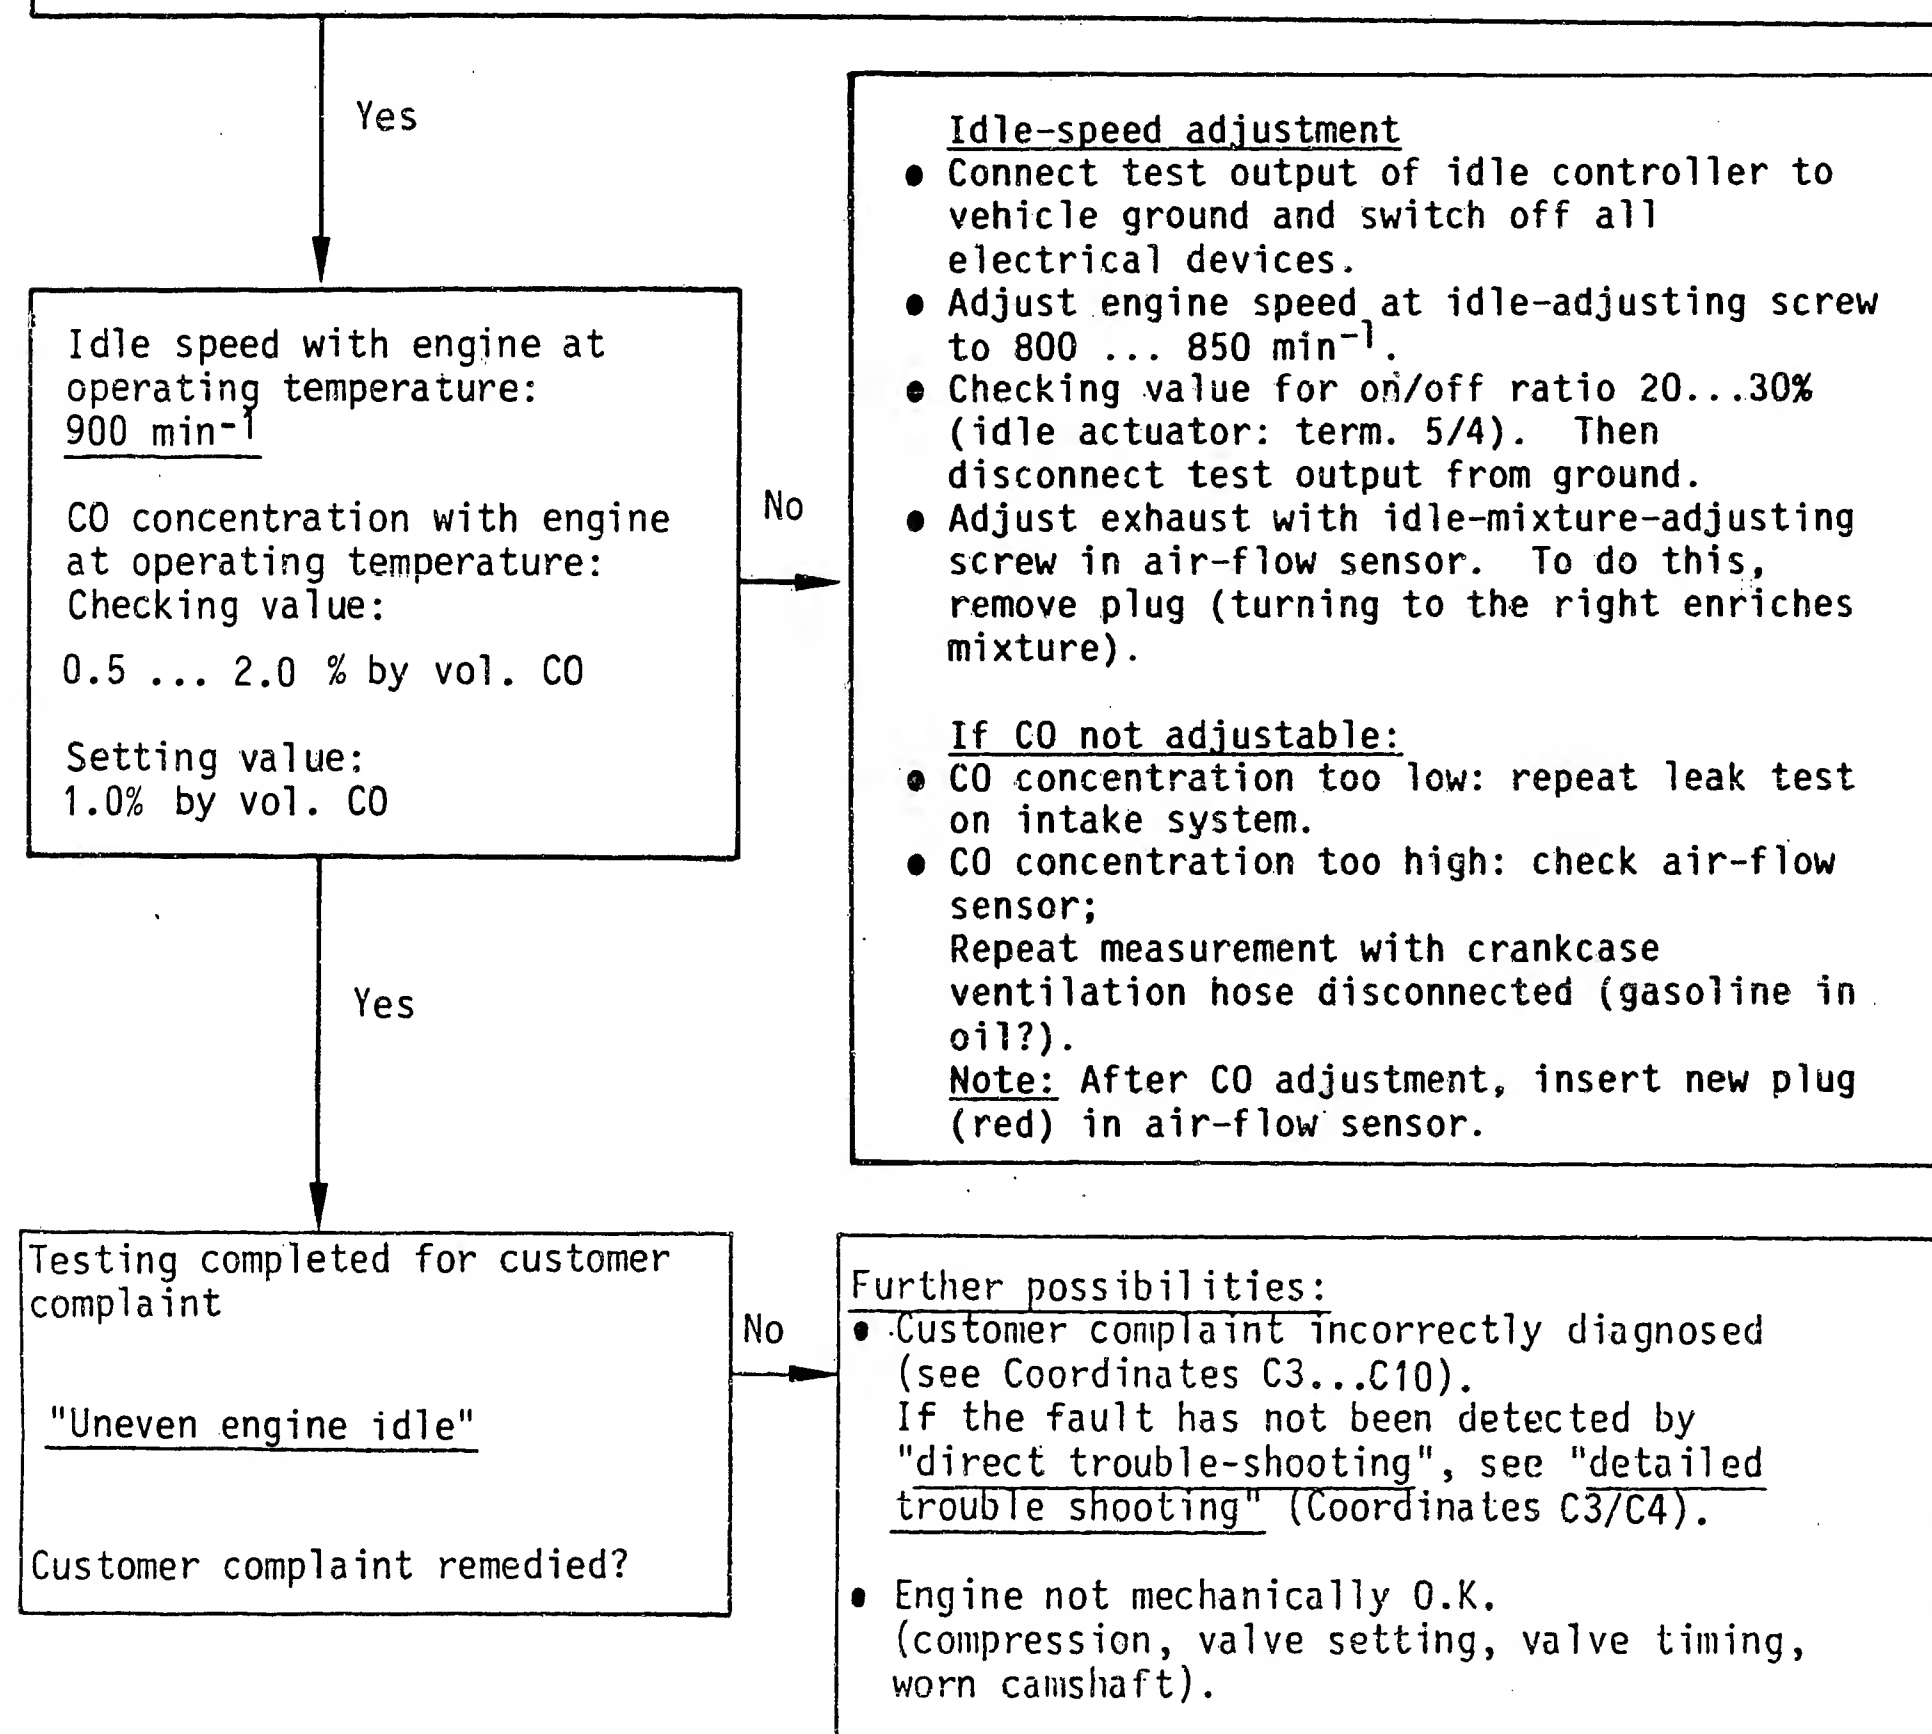 Yes
Idle speed with engine at
operating temperature:
900 min⁻¹
CO concentration with engine
at operating temperature:
Checking value:
0.5 ... 2.0 % by vol. CO
Setting value:
1.0% by vol. CO
No
Idle-speed adjustment
● Connect test output of idle controller to
vehicle ground and switch off all
electrical devices.
● Adjust engine speed at idle-adjusting screw
to 800 ... 850 min⁻¹.
● Checking value for on/off ratio 20...30%
(idle actuator: term. 5/4). Then
disconnect test output from ground.
● Adjust exhaust with idle-mixture-adjusting
screw in air-flow sensor. To do this,
remove plug (turning to the right enriches
mixture).
If CO not adjustable:
● CO concentration too low: repeat leak test
on intake system.
● CO concentration too high: check air-flow
sensor;
Repeat measurement with crankcase
ventilation hose disconnected (gasoline in
oil?).
Note: After CO adjustment, insert new plug
(red) in air-flow sensor.
Yes
Testing completed for customer
complaint
"Uneven engine idle"
Customer complaint remedied?
No
Further possibilities:
● Customer complaint incorrectly diagnosed
(see Coordinates C3...C10).
If the fault has not been detected by
"direct trouble-shooting", see "detailed
trouble shooting" (Coordinates C3/C4).
● Engine not mechanically O.K.
(compression, valve setting, valve timing,
worn camshaft).